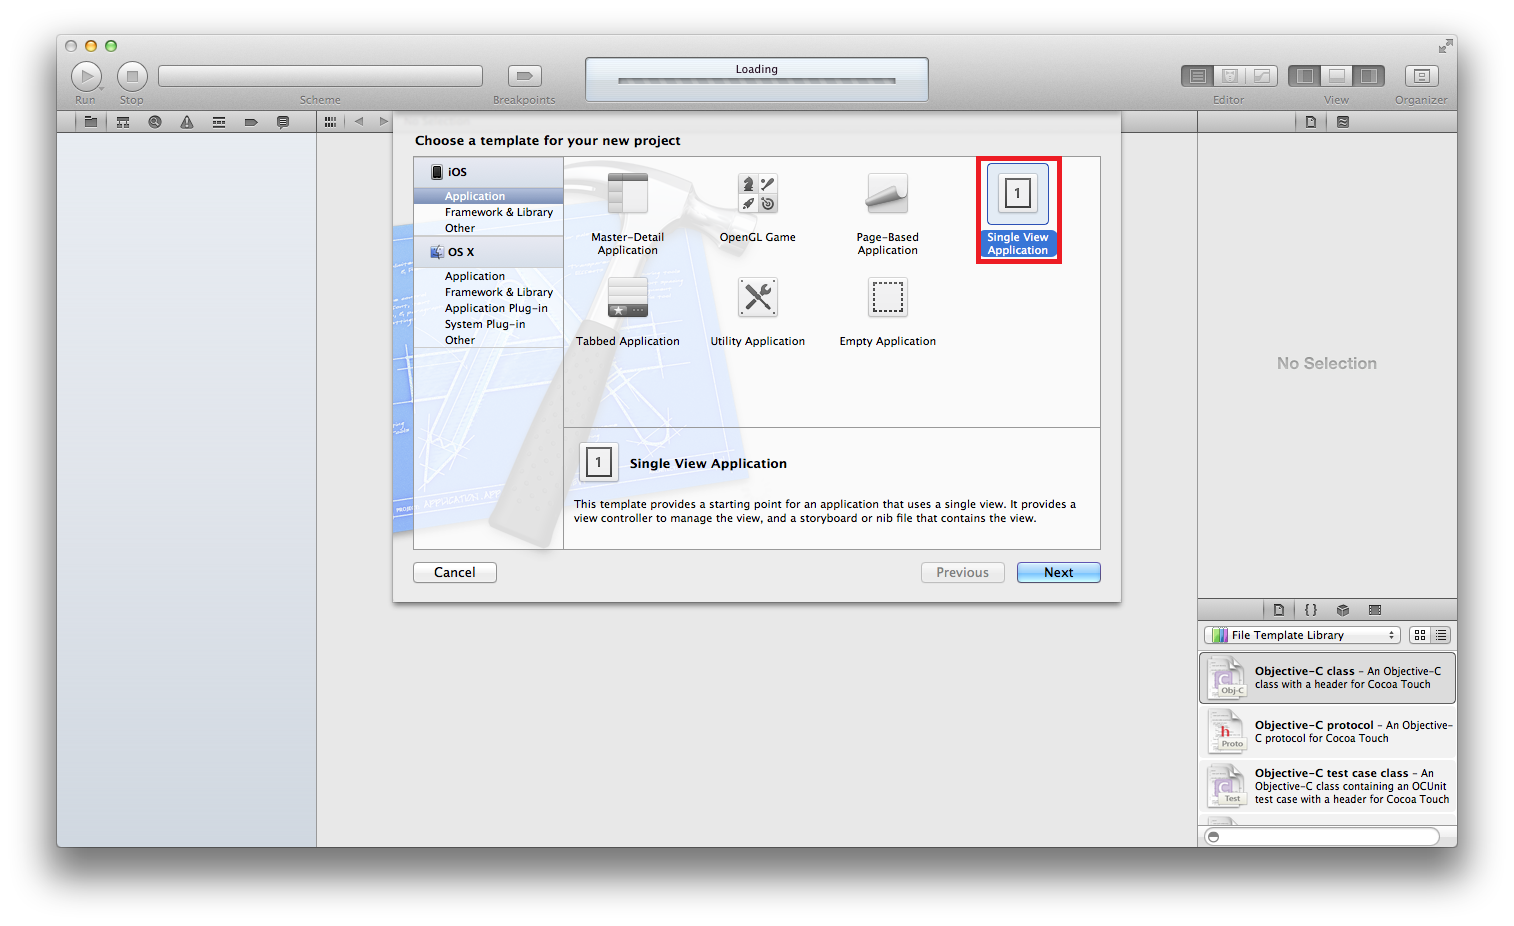 Loading
Run
Stop
Scheme
Breakpoints
Editor
View
Organizer
Choose a template for your new project
iOS
Application
Framework & Library
Other
OS X
Application
Framework & Library
Application Plug-in
System Plug-in
Other
Master-Detail
Application
OpenGL Game
Page-Based
Application
1
Single View
Application
Tabbed Application
Utility Application
Empty Application
1
Single View Application
This template provides a starting point for an application that uses a single view. It provides a
view controller to manage the view, and a storyboard or nib file that contains the view.
Cancel
Previous
Next
No Selection
{ }
File Template Library
C
Obj-C
Objective-C class - An Objective-C
class with a header for Cocoa Touch
h
Proto
Objective-C protocol - An Objective-
C protocol for Cocoa Touch
C
Test
Objective-C test case class - An
Objective-C class containing an OCUnit
test case with a header for Cocoa Touch